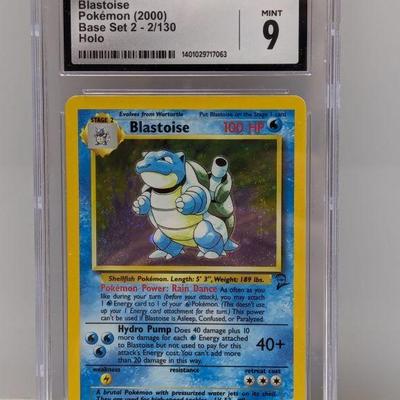 Blastoise
Pokémon (2000)
Base Set 2 - 2/130
Holo
1401029717063
MINT
9
Evolves from Wartortle
Put Blastoise on the Stage 1 card
STAGE 2
Blastoise
100 HP
Shellfish Pokémon. Length: 5' 3", Weight: 189 lbs.
Pokémon Power: Rain Dance As often as you
like during your turn (before your attack), you may
attach 1 Energy card to 1 of your Pokémon. (This doesn't
use up your 1 Energy card attachment for the turn.) This power
can't be used if Blastoise is Asleep, Confused, or Paralyzed.
Hydro Pump Does 40 damage plus 10
more damage for each Energy attached
to Blastoise but not used to pay for this
attack's Energy cost. You can't add more
than 20 damage in this way.
40+
weakness
resistance
retreat cost
A brutal Pokémon with pressurized water jets on its shell.
They are used for high speed tackles.